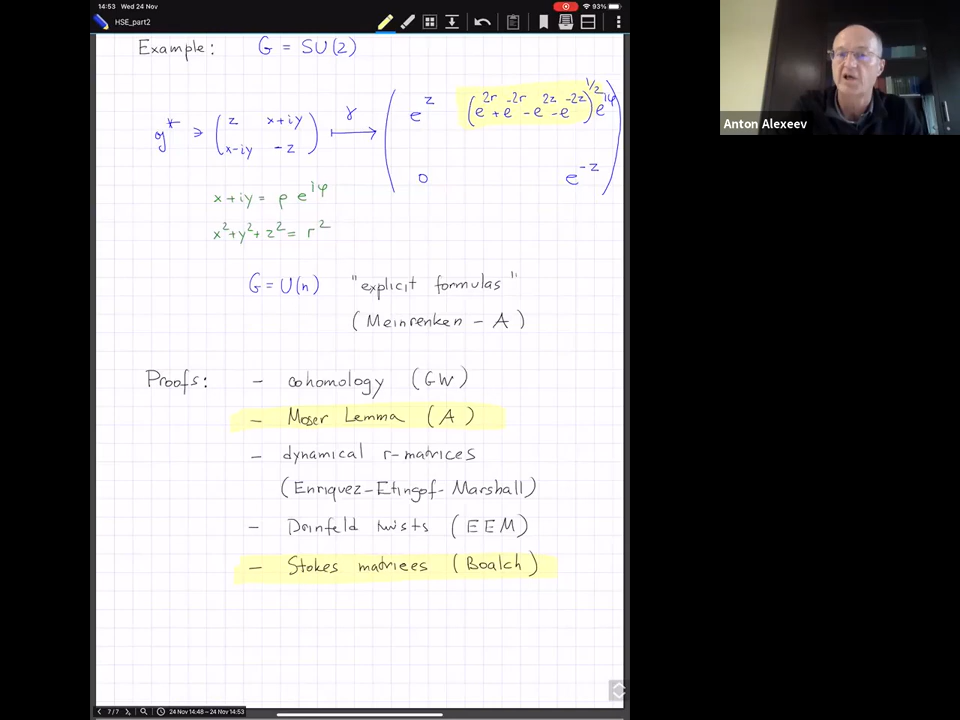 14:53 Tue 24 Nov
93%
HSE_part2
Example: G = SU(2)
g* ∋ ( z x+iy ; x-iy -z ) ↦ γ ( e^z (e^{2r} + e^{-2r} - e^{2z} - e^{-2z})^{1/2} e^{iφ} ; 0 e^{-z} )
x+iy = ρ e^{iφ}
x² + y² + z² = r²
G = U(n) "explicit formulas"
(Meinrenken - A)
Proofs: - cohomology (GW)
- Moser Lemma (A)
- dynamical r-matrices
(Enriquez-Etingof-Marshall)
- Drinfeld twists (EEM)
- Stokes matrices (Boalch)
7/7
24 Nov 14:48 – 24 Nov 14:53
Anton Alexeev